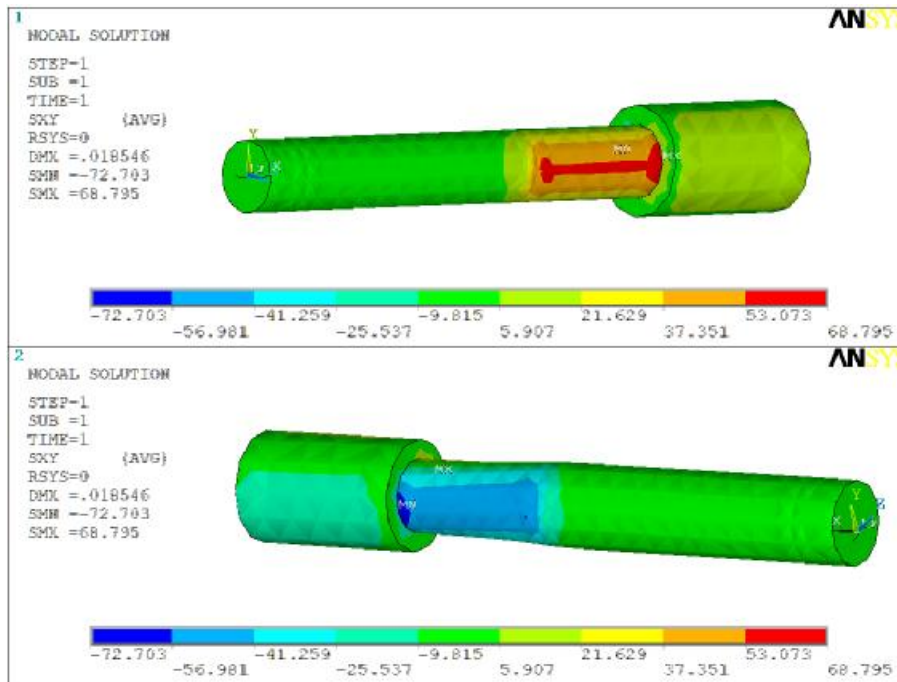 1
ANSYS
NODAL SOLUTION
STEP=1
SUB =1
TIME=1
SXY (AVG)
RSYS=0
DMX =.018546
SMN =-72.703
SMX =68.795
Y
X
Z
MN
MX
-72.703 -41.259 -9.815 21.629 53.073
-56.981 -25.537 5.907 37.351 68.795
2
ANSYS
NODAL SOLUTION
STEP=1
SUB =1
TIME=1
SXY (AVG)
RSYS=0
DMX =.018546
SMN =-72.703
SMX =68.795
MX
MN
Y
Z
X
-72.703 -41.259 -9.815 21.629 53.073
-56.981 -25.537 5.907 37.351 68.795